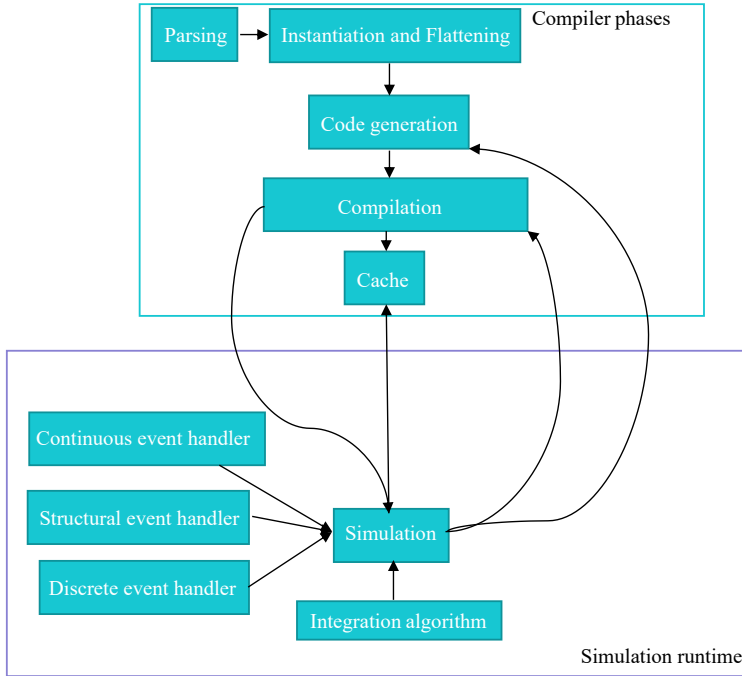 Compiler phases
Parsing
Instantiation and Flattening
Code generation
Compilation
Cache
Continuous event handler
Structural event handler
Simulation
Discrete event handler
Integration algorithm
Simulation runtime